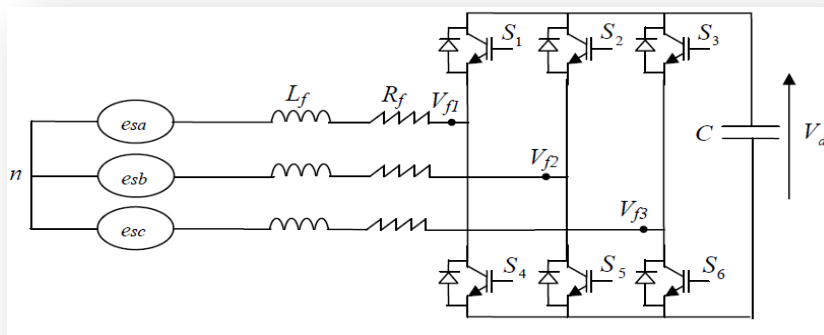 S1 S2 S3
Lf Rf Vf1
esa
C
n esb Vf2
esc Vf3
S4 S5 S6